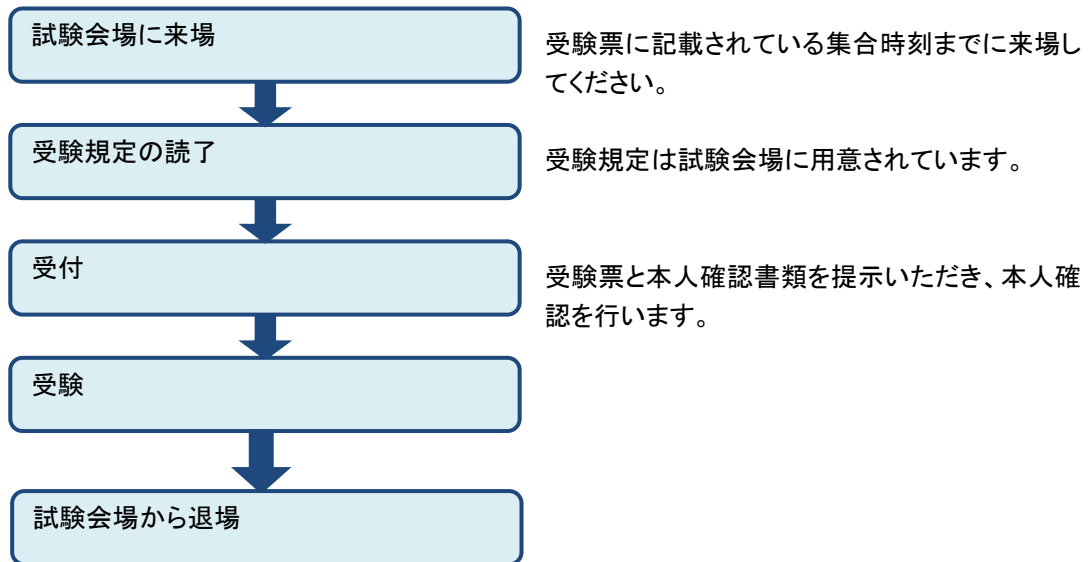 試験会場に来場
受験票に記載されている集合時刻までに来場し
てください。
受験規定の読了
受験規定は試験会場に用意されています。
受付
受験票と本人確認書類を提示いただき、本人確
認を行います。
受験
試験会場から退場